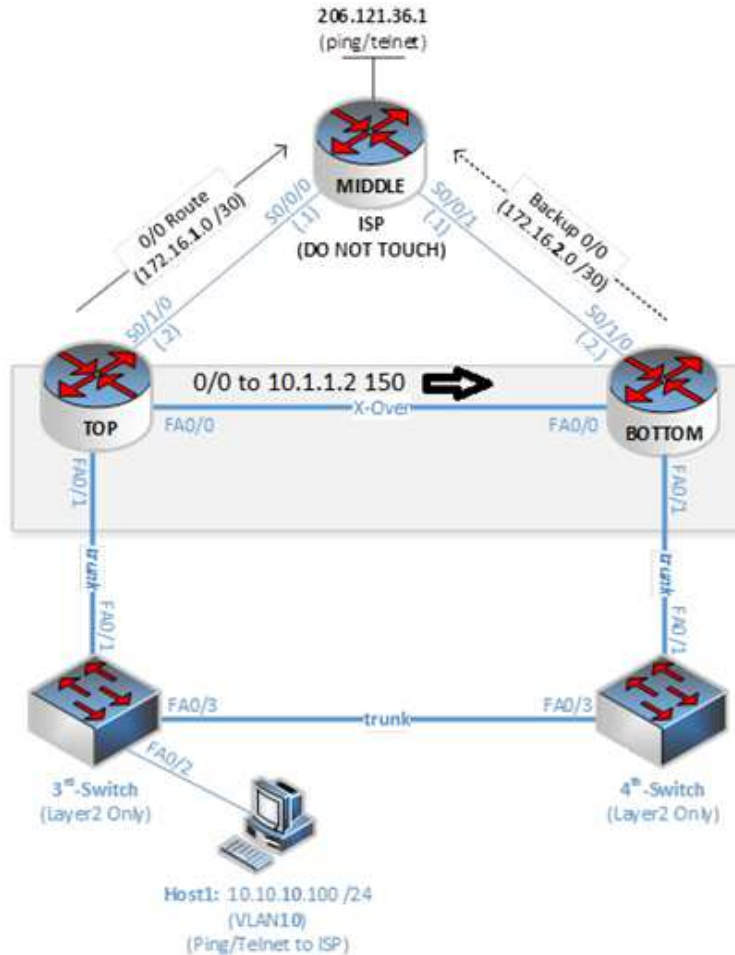 206.121.36.1
(ping/telnet)
MIDDLE
ISP
(DO NOT TOUCH)
0/0 Route
(172.16.1.0 /30)
S0/0/0
(.1)
S0/0/1
(.1)
Backup 0/0
(172.16.2.0 /30)
S0/1/0
(.2)
S0/1/0
(.2.)
0/0 to 10.1.1.2 150
X-Over
TOP
FA0/0
FA0/0
BOTTOM
FA0/1
FA0/1
trunk
trunk
FA0/1
FA0/1
FA0/3
trunk
FA0/3
FA0/2
3rd-Switch
(Layer2 Only)
4th-Switch
(Layer2 Only)
Host1: 10.10.10.100 /24
(VLAN10)
(Ping/Telnet to ISP)